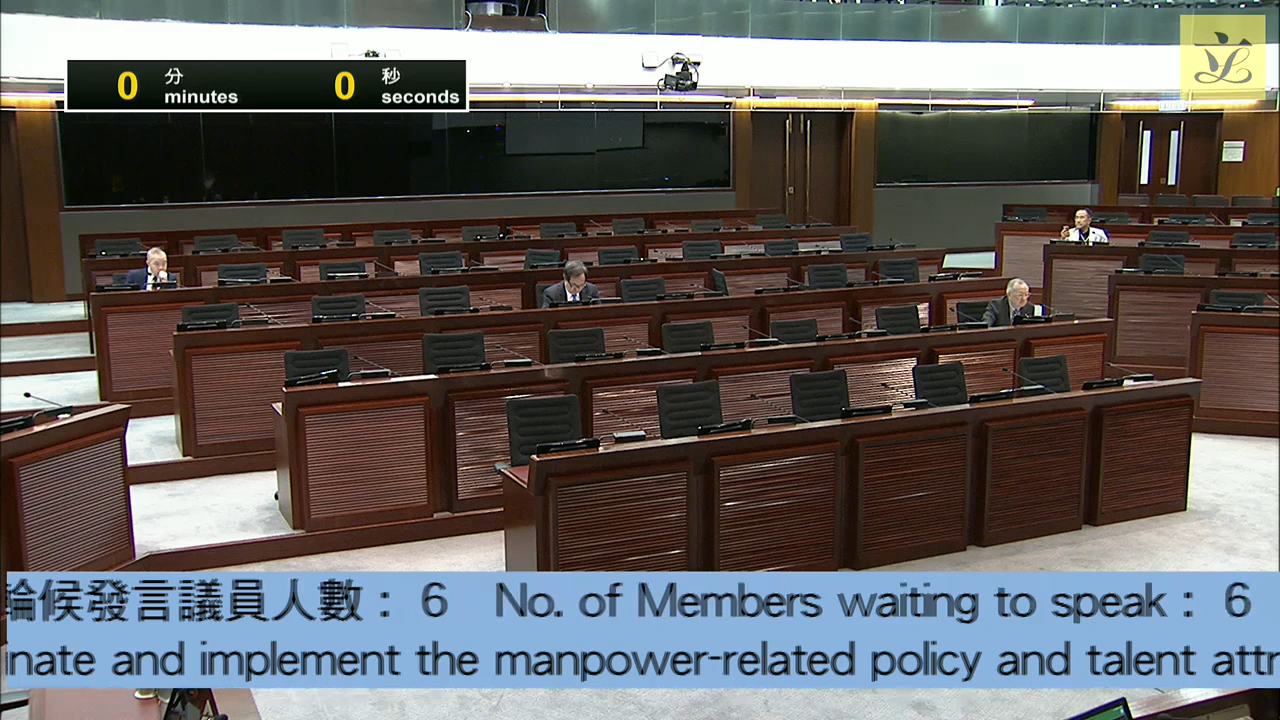 0 分 minutes 0 秒 seconds
立
輪候發言議員人數： 6 No. of Members waiting to speak： 6
inate and implement the manpower-related policy and talent attr